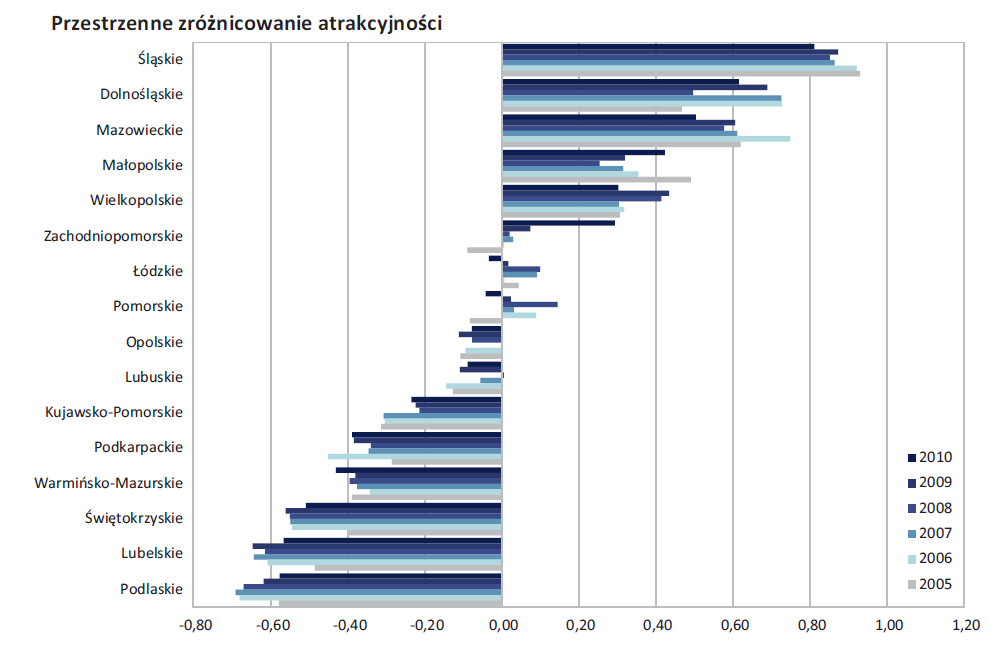 Przestrzenne zróżnicowanie atrakcyjności
Śląskie
Dolnośląskie
Mazowieckie
Małopolskie
Wielkopolskie
Zachodniopomorskie
Łódzkie
Pomorskie
Opolskie
Lubuskie
Kujawsko-Pomorskie
Podkarpackie
Warmińsko-Mazurskie
Świętokrzyskie
Lubelskie
Podlaskie
2010
2009
2008
2007
2006
2005
-0,80 -0,60 -0,40 -0,20 0,00 0,20 0,40 0,60 0,80 1,00 1,20